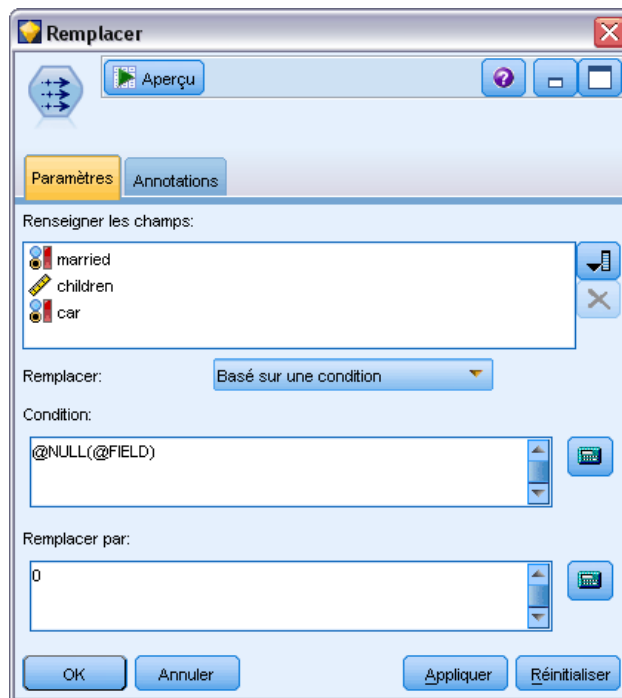 Remplacer
Aperçu
?
Paramètres
Annotations
Renseigner les champs:
married
children
car
Remplacer:
Basé sur une condition
Condition:
@NULL(@FIELD)
Remplacer par:
0
OK
Annuler
Appliquer
Réinitialiser